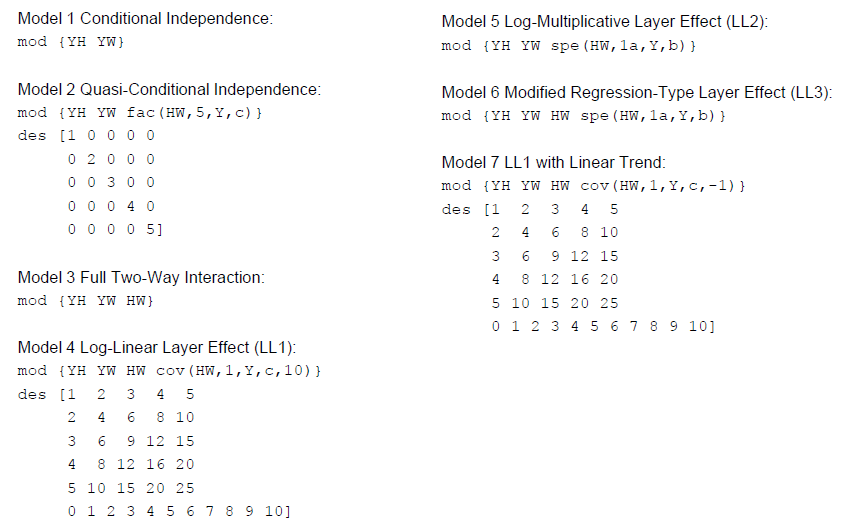 Model 1 Conditional Independence:
mod {YH YW}
Model 2 Quasi-Conditional Independence:
mod {YH YW fac(HW,5,Y,c)}
des [1 0 0 0 0
0 2 0 0 0
0 0 3 0 0
0 0 0 4 0
0 0 0 0 5]
Model 3 Full Two-Way Interaction:
mod {YH YW HW}
Model 4 Log-Linear Layer Effect (LL1):
mod {YH YW HW cov(HW,1,Y,c,10)}
des [1 2 3 4 5
2 4 6 8 10
3 6 9 12 15
4 8 12 16 20
5 10 15 20 25
0 1 2 3 4 5 6 7 8 9 10]
Model 5 Log-Multiplicative Layer Effect (LL2):
mod {YH YW spe(HW,1a,Y,b)}
Model 6 Modified Regression-Type Layer Effect (LL3):
mod {YH YW HW spe(HW,1a,Y,b)}
Model 7 LL1 with Linear Trend:
mod {YH YW HW cov(HW,1,Y,c,-1)}
des [1 2 3 4 5
2 4 6 8 10
3 6 9 12 15
4 8 12 16 20
5 10 15 20 25
0 1 2 3 4 5 6 7 8 9 10]